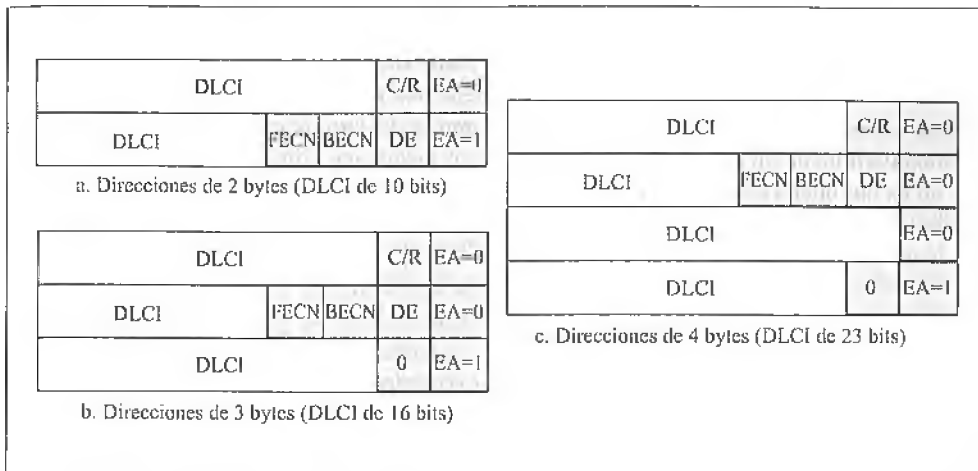 DLCI C/R EA=0
DLCI FECN BECN DE EA=1
a. Direcciones de 2 bytes (DLCI de 10 bits)
DLCI C/R EA=0
DLCI FECN BECN DE EA=0
DLCI 0 EA=1
b. Direcciones de 3 bytes (DLCI de 16 bits)
DLCI C/R EA=0
DLCI FECN BECN DE EA=0
DLCI EA=0
DLCI 0 EA=1
c. Direcciones de 4 bytes (DLCI de 23 bits)